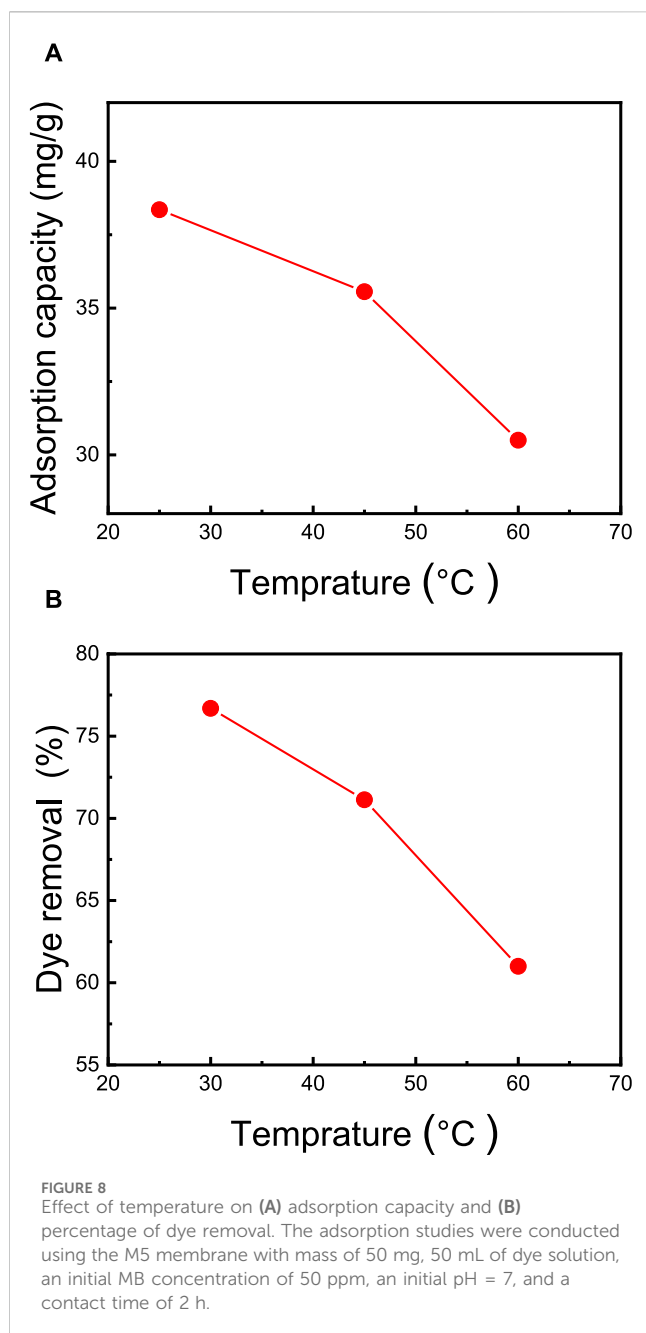 A
Adsorption capacity (mg/g)
40
35
30
20 30 40 50 60 70
Temprature (°C )
B
Dye removal (%)
80
75
70
65
60
55
20 30 40 50 60 70
Temprature (°C )
FIGURE 8
Effect of temperature on (A) adsorption capacity and (B)
percentage of dye removal. The adsorption studies were conducted
using the M5 membrane with mass of 50 mg, 50 mL of dye solution,
an initial MB concentration of 50 ppm, an initial pH = 7, and a
contact time of 2 h.